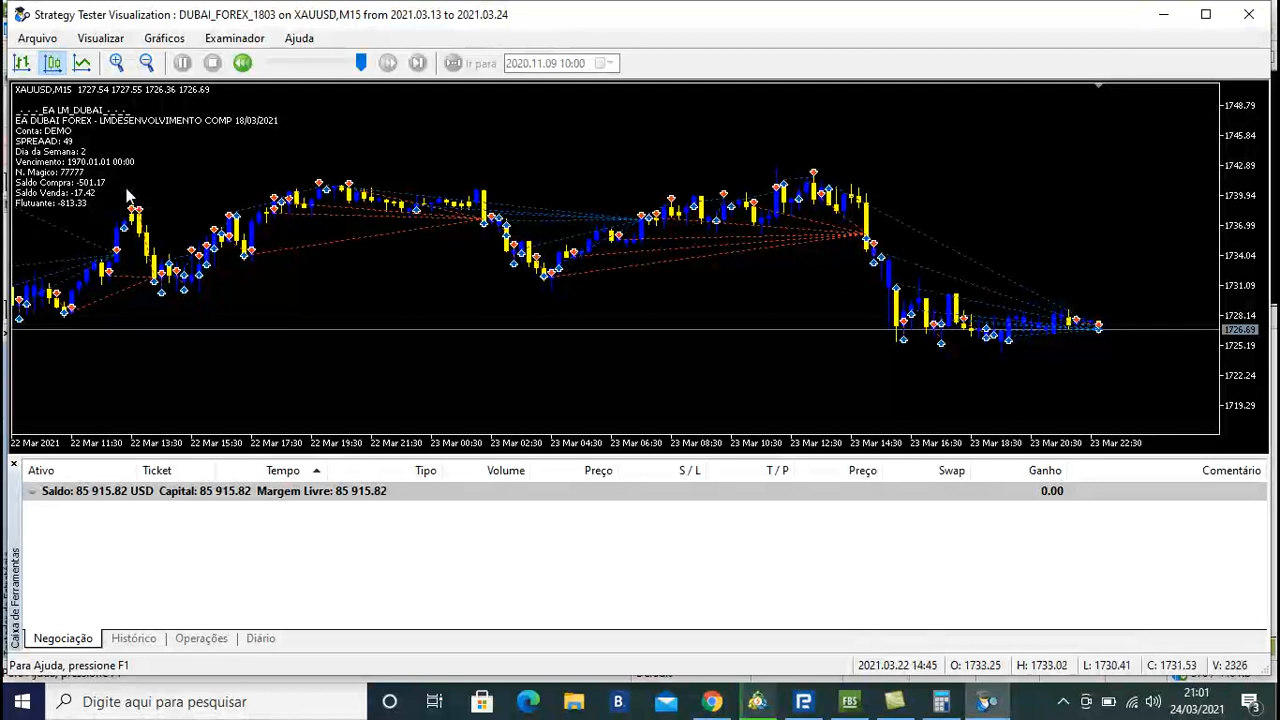 Strategy Tester Visualization : DUBAI_FOREX_1803 on XAUUSD,M15 from 2021.03.13 to 2021.03.24
Arquivo Visualizar Gráficos Examinador Ajuda
Ir para 2020.11.09 10:00
XAUUSD,M15 1727.54 1727.55 1726.36 1726.69
_ - _ - _EA LM_DUBAI_ - _ - _
EA DUBAI FOREX - LMDESENVOLVIMENTO COMP 18/03/2021
Conta: DEMO
SPREAAD: 49
Dia da Semana: 2
Vencimento: 1970.01.01 00:00
N. Magico: 77777
Saldo Compra: -501.17
Saldo Venda: -17.42
Flutuante: -813.33
1748.79
1745.84
1742.89
1739.94
1736.99
1734.04
1731.09
1728.14
1726.69
1725.19
1722.24
1719.29
22 Mar 2021 22 Mar 11:30 22 Mar 13:30 22 Mar 15:30 22 Mar 17:30 22 Mar 19:30 22 Mar 21:30 23 Mar 00:30 23 Mar 02:30 23 Mar 04:30 23 Mar 06:30 23 Mar 08:30 23 Mar 10:30 23 Mar 12:30 23 Mar 14:30 23 Mar 16:30 23 Mar 18:30 23 Mar 20:30 23 Mar 22:30
Ativo Ticket Tempo Tipo Volume Preço S / L T / P Preço Swap Ganho Comentário
Saldo: 85 915.82 USD Capital: 85 915.82 Margem Livre: 85 915.82 0.00
Caixa de Ferramentas
Negociação Histórico Operações Diário
Para Ajuda, pressione F1 2021.03.22 14:45 O: 1733.25 H: 1733.02 L: 1730.41 C: 1731.53 V: 2326
Digite aqui para pesquisar
B.
FBS
21:01
24/03/2021
3